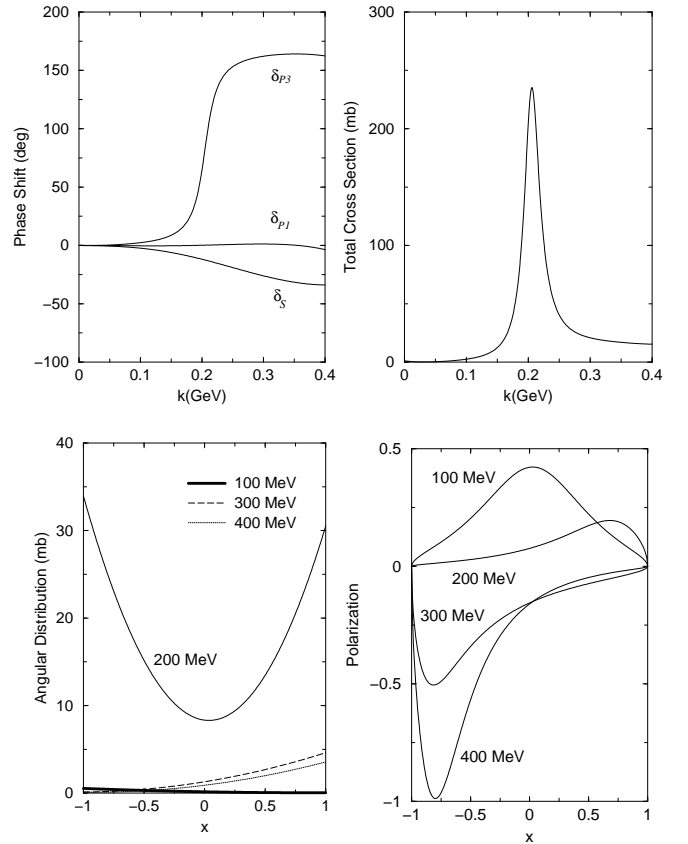 200
150
100
50
0
−50
−100
Phase Shift (deg)
δP3
δP1
δS
0 0.1 0.2 0.3 0.4
k(GeV)
300
200
100
0
mb
Total Cross Section (mb)
0 0.1 0.2 0.3 0.4
k(GeV)
40
30
20
10
0
Angular Distribution (mb)
100 MeV
300 MeV
400 MeV
200 MeV
−1 −0.5 0 0.5 1
x
0.5
0
−0.5
−1
Polarization
100 MeV
200 MeV
300 MeV
400 MeV
−1 −0.5 0 0.5 1
x